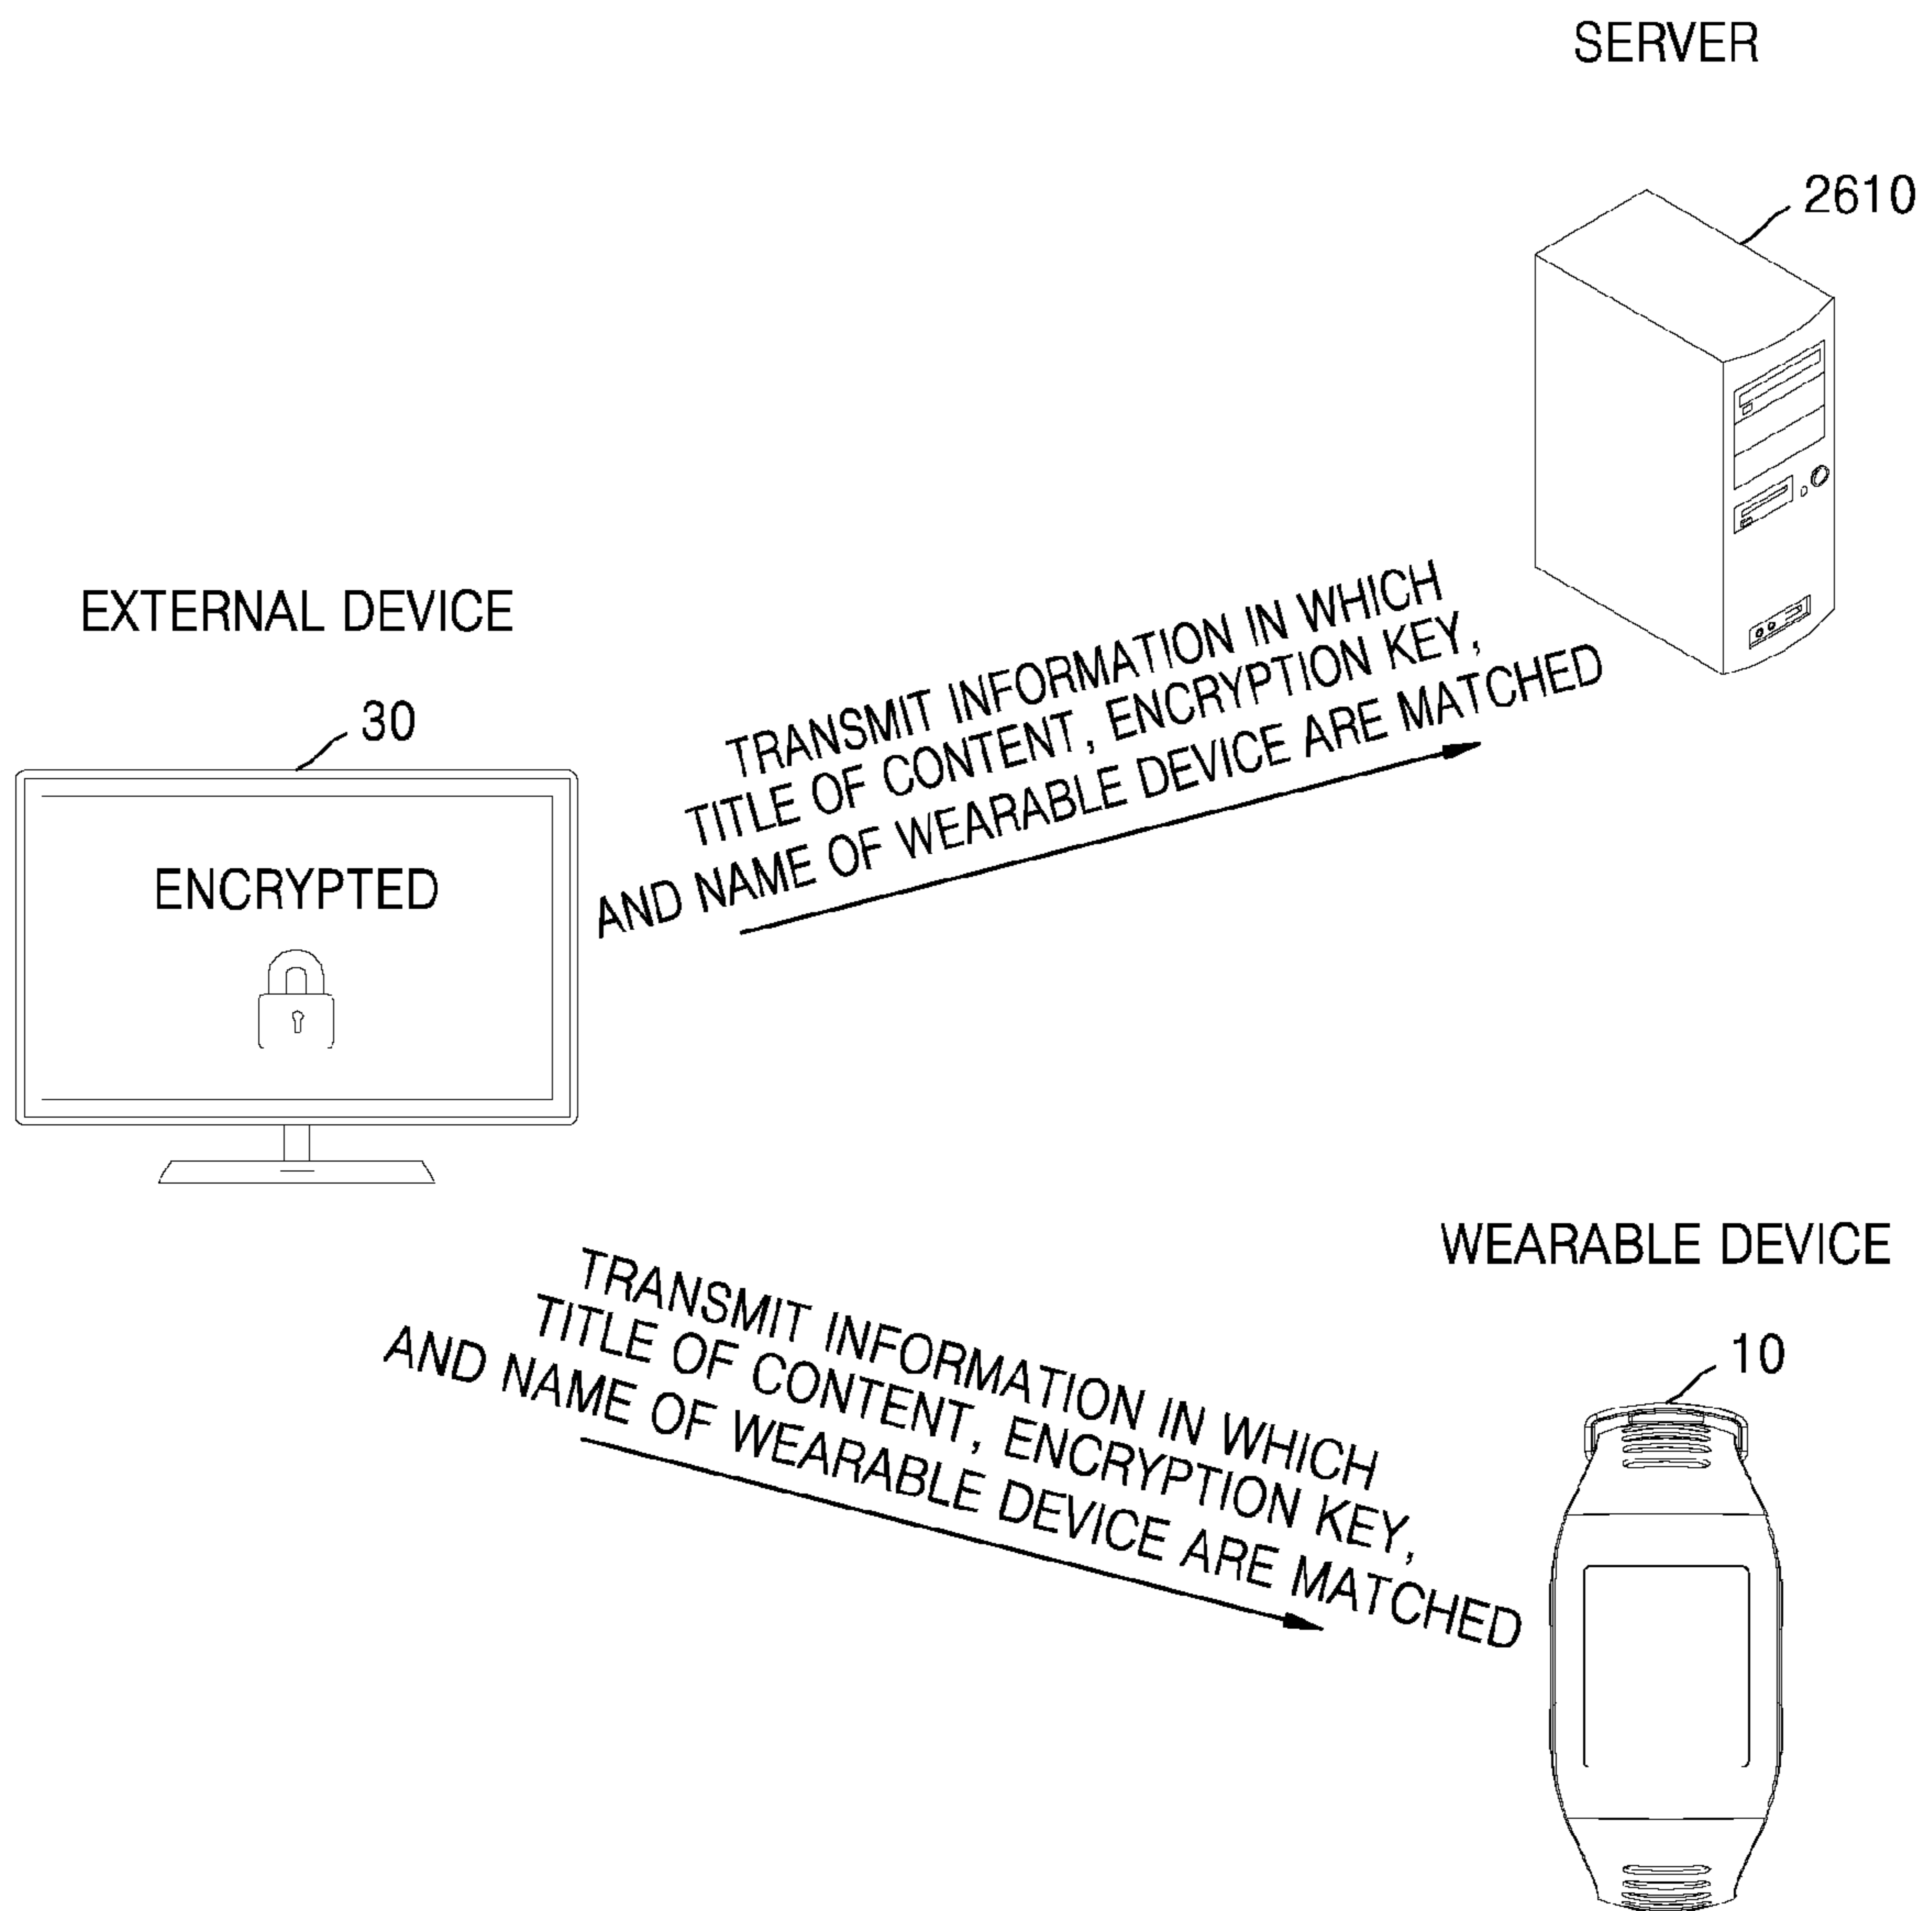 SERVER
2610
EXTERNAL DEVICE
30
TRANSMIT INFORMATION IN WHICH
TITLE OF CONTENT, ENCRYPTION KEY,
AND NAME OF WEARABLE DEVICE ARE MATCHED
ENCRYPTED
WEARABLE DEVICE
10
TRANSMIT INFORMATION IN WHICH
TITLE OF CONTENT, ENCRYPTION KEY,
AND NAME OF WEARABLE DEVICE ARE MATCHED